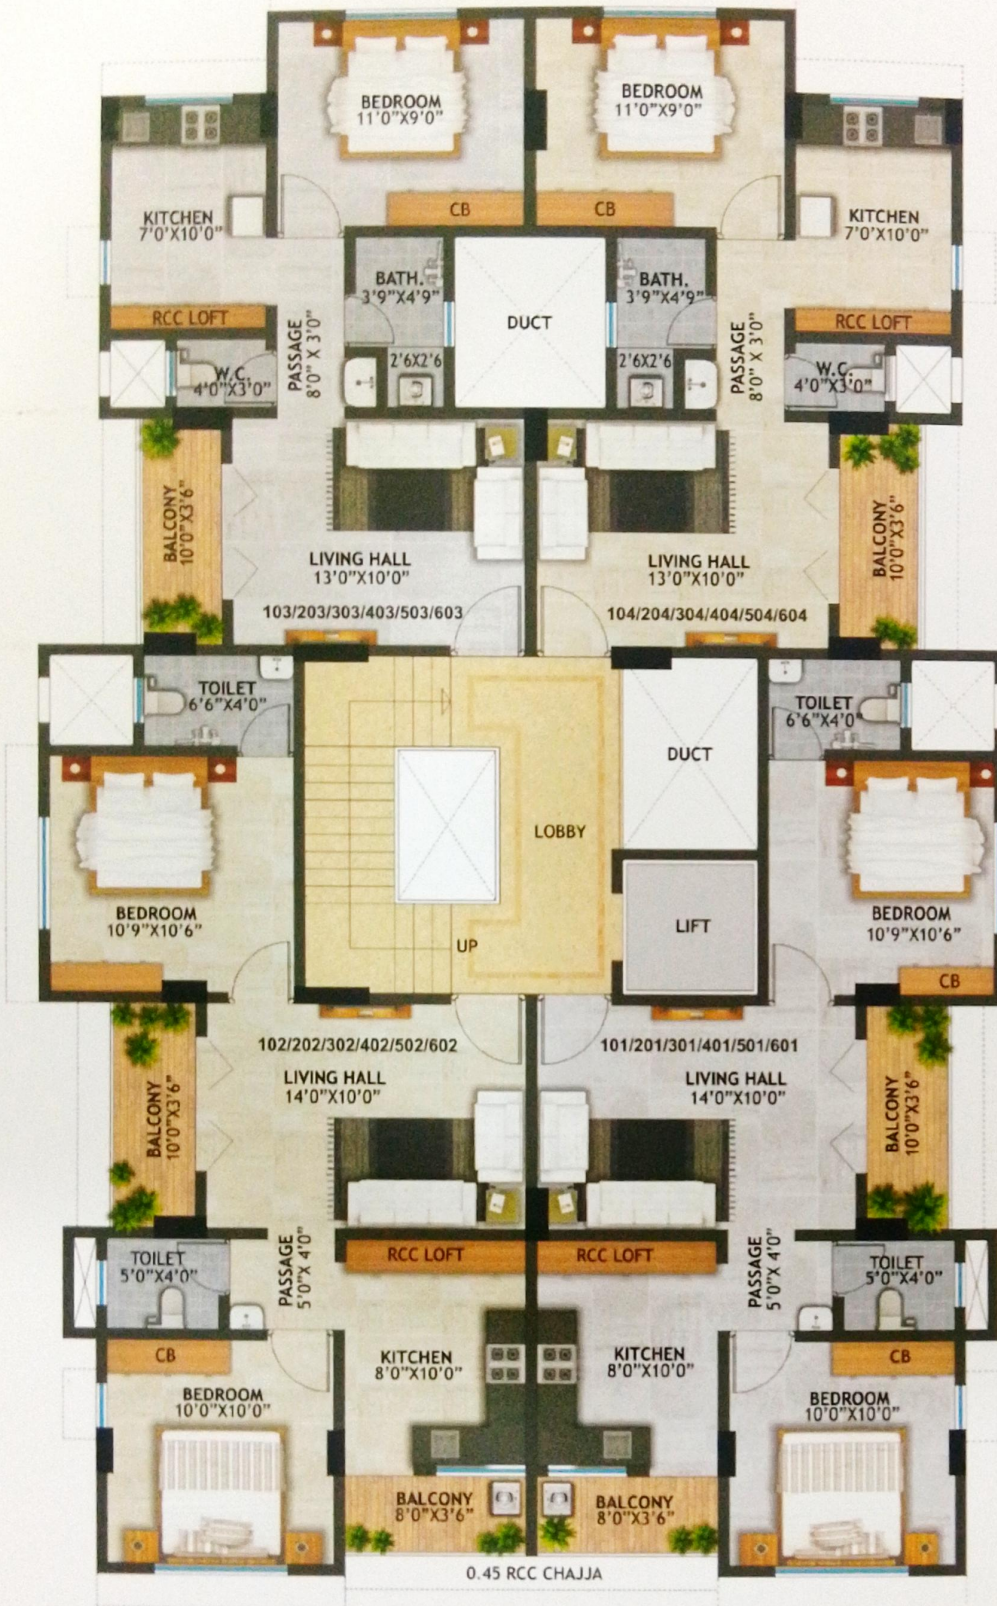 BEDROOM
11'0"X9'0"
BEDROOM
11'0"X9'0"
KITCHEN
7'0'X10'0"
CB
CB
KITCHEN
7'0'X10'0"
BATH.
3'9"X4'9"
DUCT
BATH.
3'9"X4'9"
RCC LOFT
RCC LOFT
PASSAGE
8'0" X 3'0"
PASSAGE
8'0" X 3'0"
W.C.
4'0"X3'0"
2'6X2'6
2'6X2'6
W.C.
4'0"X3'0"
BALCONY
10'0"X3'6"
LIVING HALL
13'0"X10'0"
LIVING HALL
13'0"X10'0"
BALCONY
10'0"X3'6"
103/203/303/403/503/603
104/204/304/404/504/604
TOILET
6'6"X4'0"
TOILET
6'6"X4'0"
DUCT
LOBBY
BEDROOM
10'9"X10'6"
LIFT
BEDROOM
10'9"X10'6"
UP
CB
102/202/302/402/502/602
101/201/301/401/501/601
LIVING HALL
14'0"X10'0"
LIVING HALL
14'0"X10'0"
BALCONY
10'0"X3'6"
BALCONY
10'0"X3'6"
TOILET
5'0"X4'0"
PASSAGE
5'0"X 4'0"
RCC LOFT
RCC LOFT
PASSAGE
5'0"X 4'0"
TOILET
5'0"X4'0"
CB
KITCHEN
8'0"X10'0"
KITCHEN
8'0"X10'0"
CB
BEDROOM
10'0"X10'0"
BEDROOM
10'0"X10'0"
BALCONY
8'0"X3'6"
BALCONY
8'0"X3'6"
0.45 RCC CHAJJA